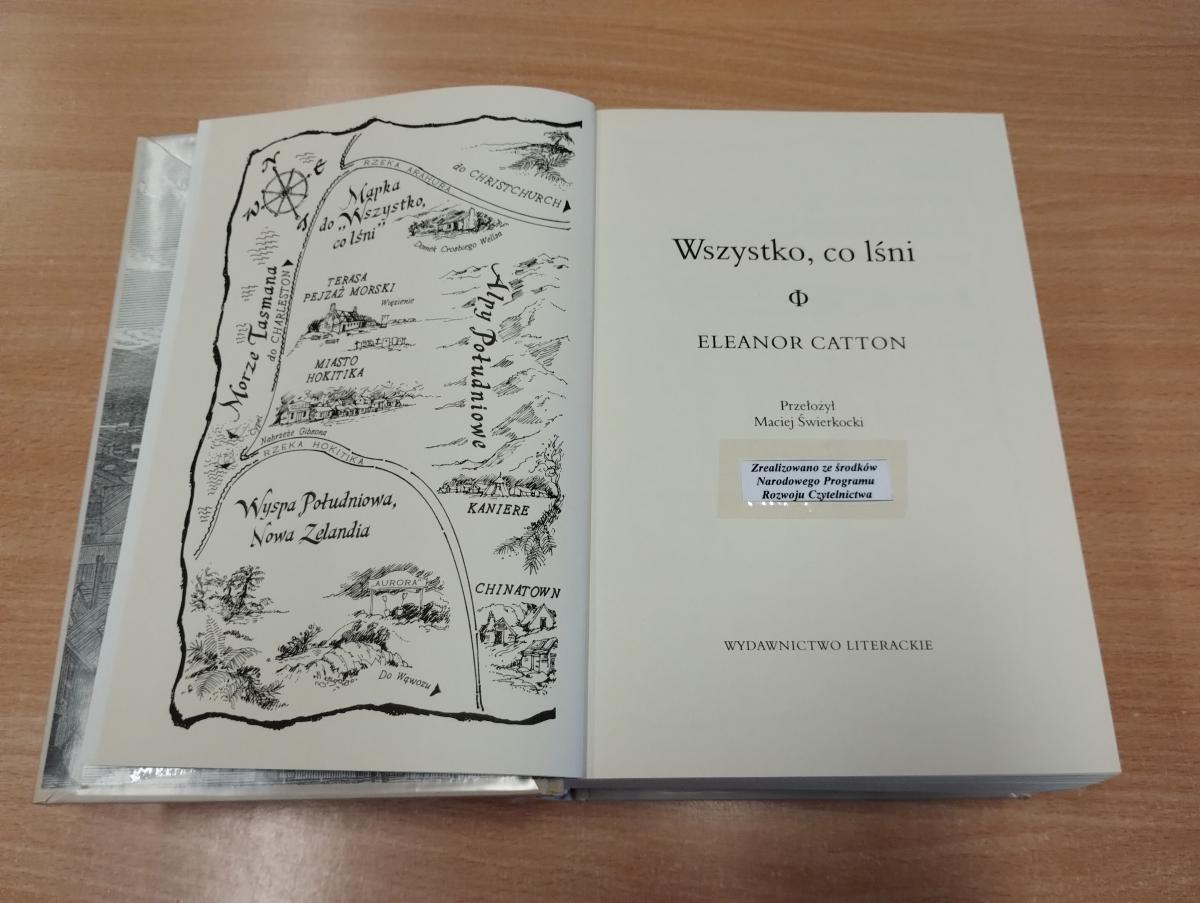 N
E
S
W
RZEKA ARAHURA
do CHRISTCHURCH
Mapka
do "Wszystko,
co lśni"
Domek Crosbiego Wellsa
TERASA
PEJZAŻ MORSKI
Więzienie
Morze Tasmana
do CHARLESTON
Alpy Południowe
MIASTO
HOKITIKA
Cypel
Nabrzeże Gibsona
RZEKA HOKITIKA
Wyspa Południowa,
Nowa Zelandia
KANIERE
„AURORA”
CHINATOWN
Do Wąwozu
Wszystko, co lśni
Φ
ELEANOR CATTON
Przełożył
Maciej Świerkocki
Zrealizowano ze środków
Narodowego Programu
Rozwoju Czytelnictwa
WYDAWNICTWO LITERACKIE